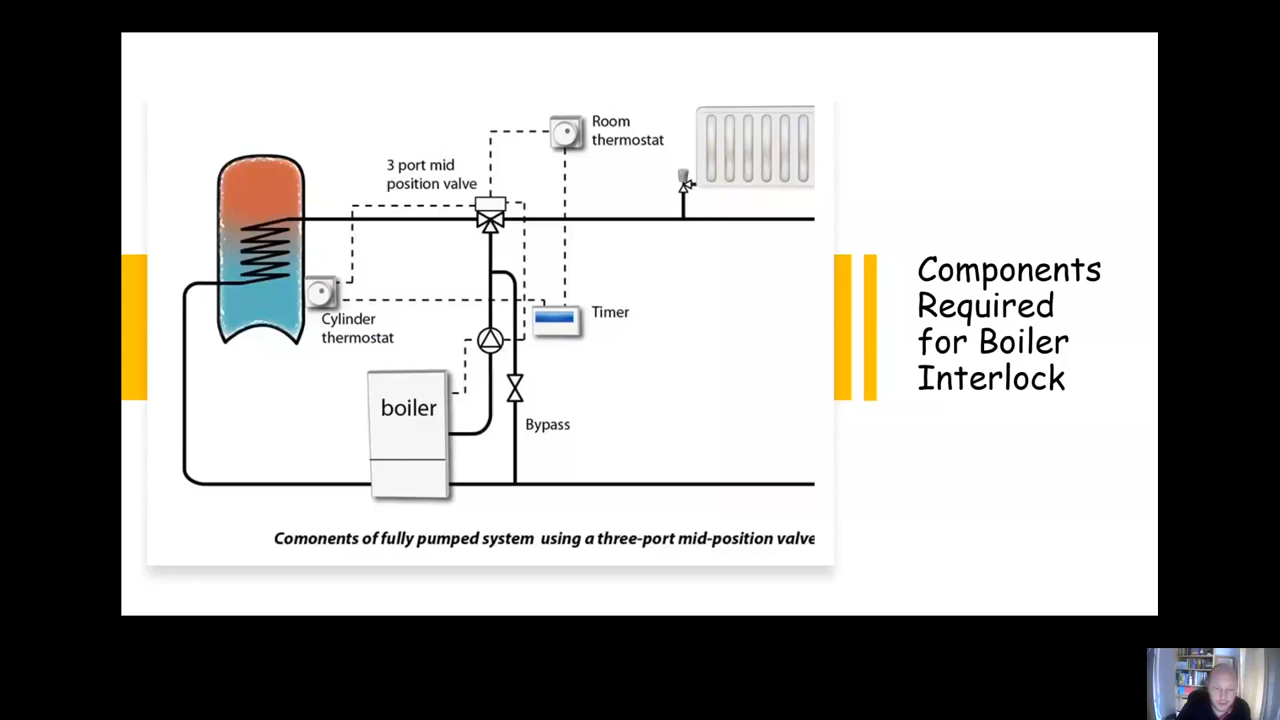 Room
thermostat
3 port mid
position valve
Cylinder
thermostat
Timer
boiler
Bypass
Comonents of fully pumped system using a three-port mid-position valve
Components
Required
for Boiler
Interlock